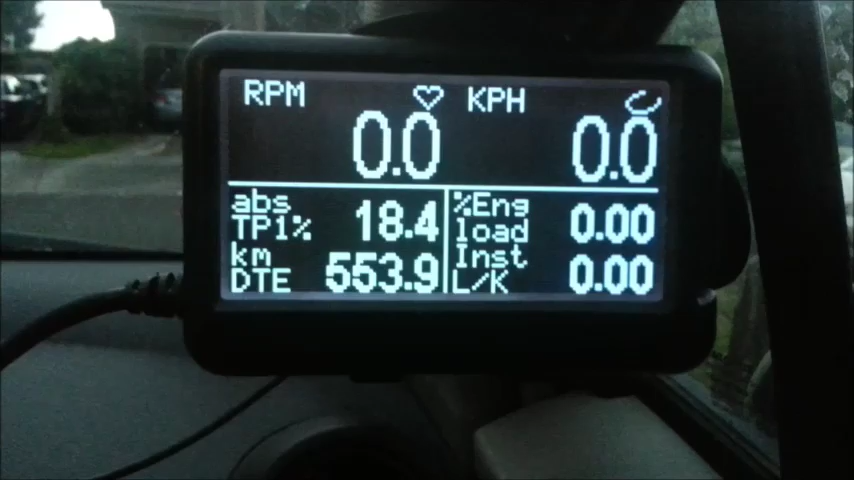 RPM KPH
0.0 0.0
abs TP1% 18.4 %Eng load 0.00
km DTE 553.9 Inst L/K 0.00